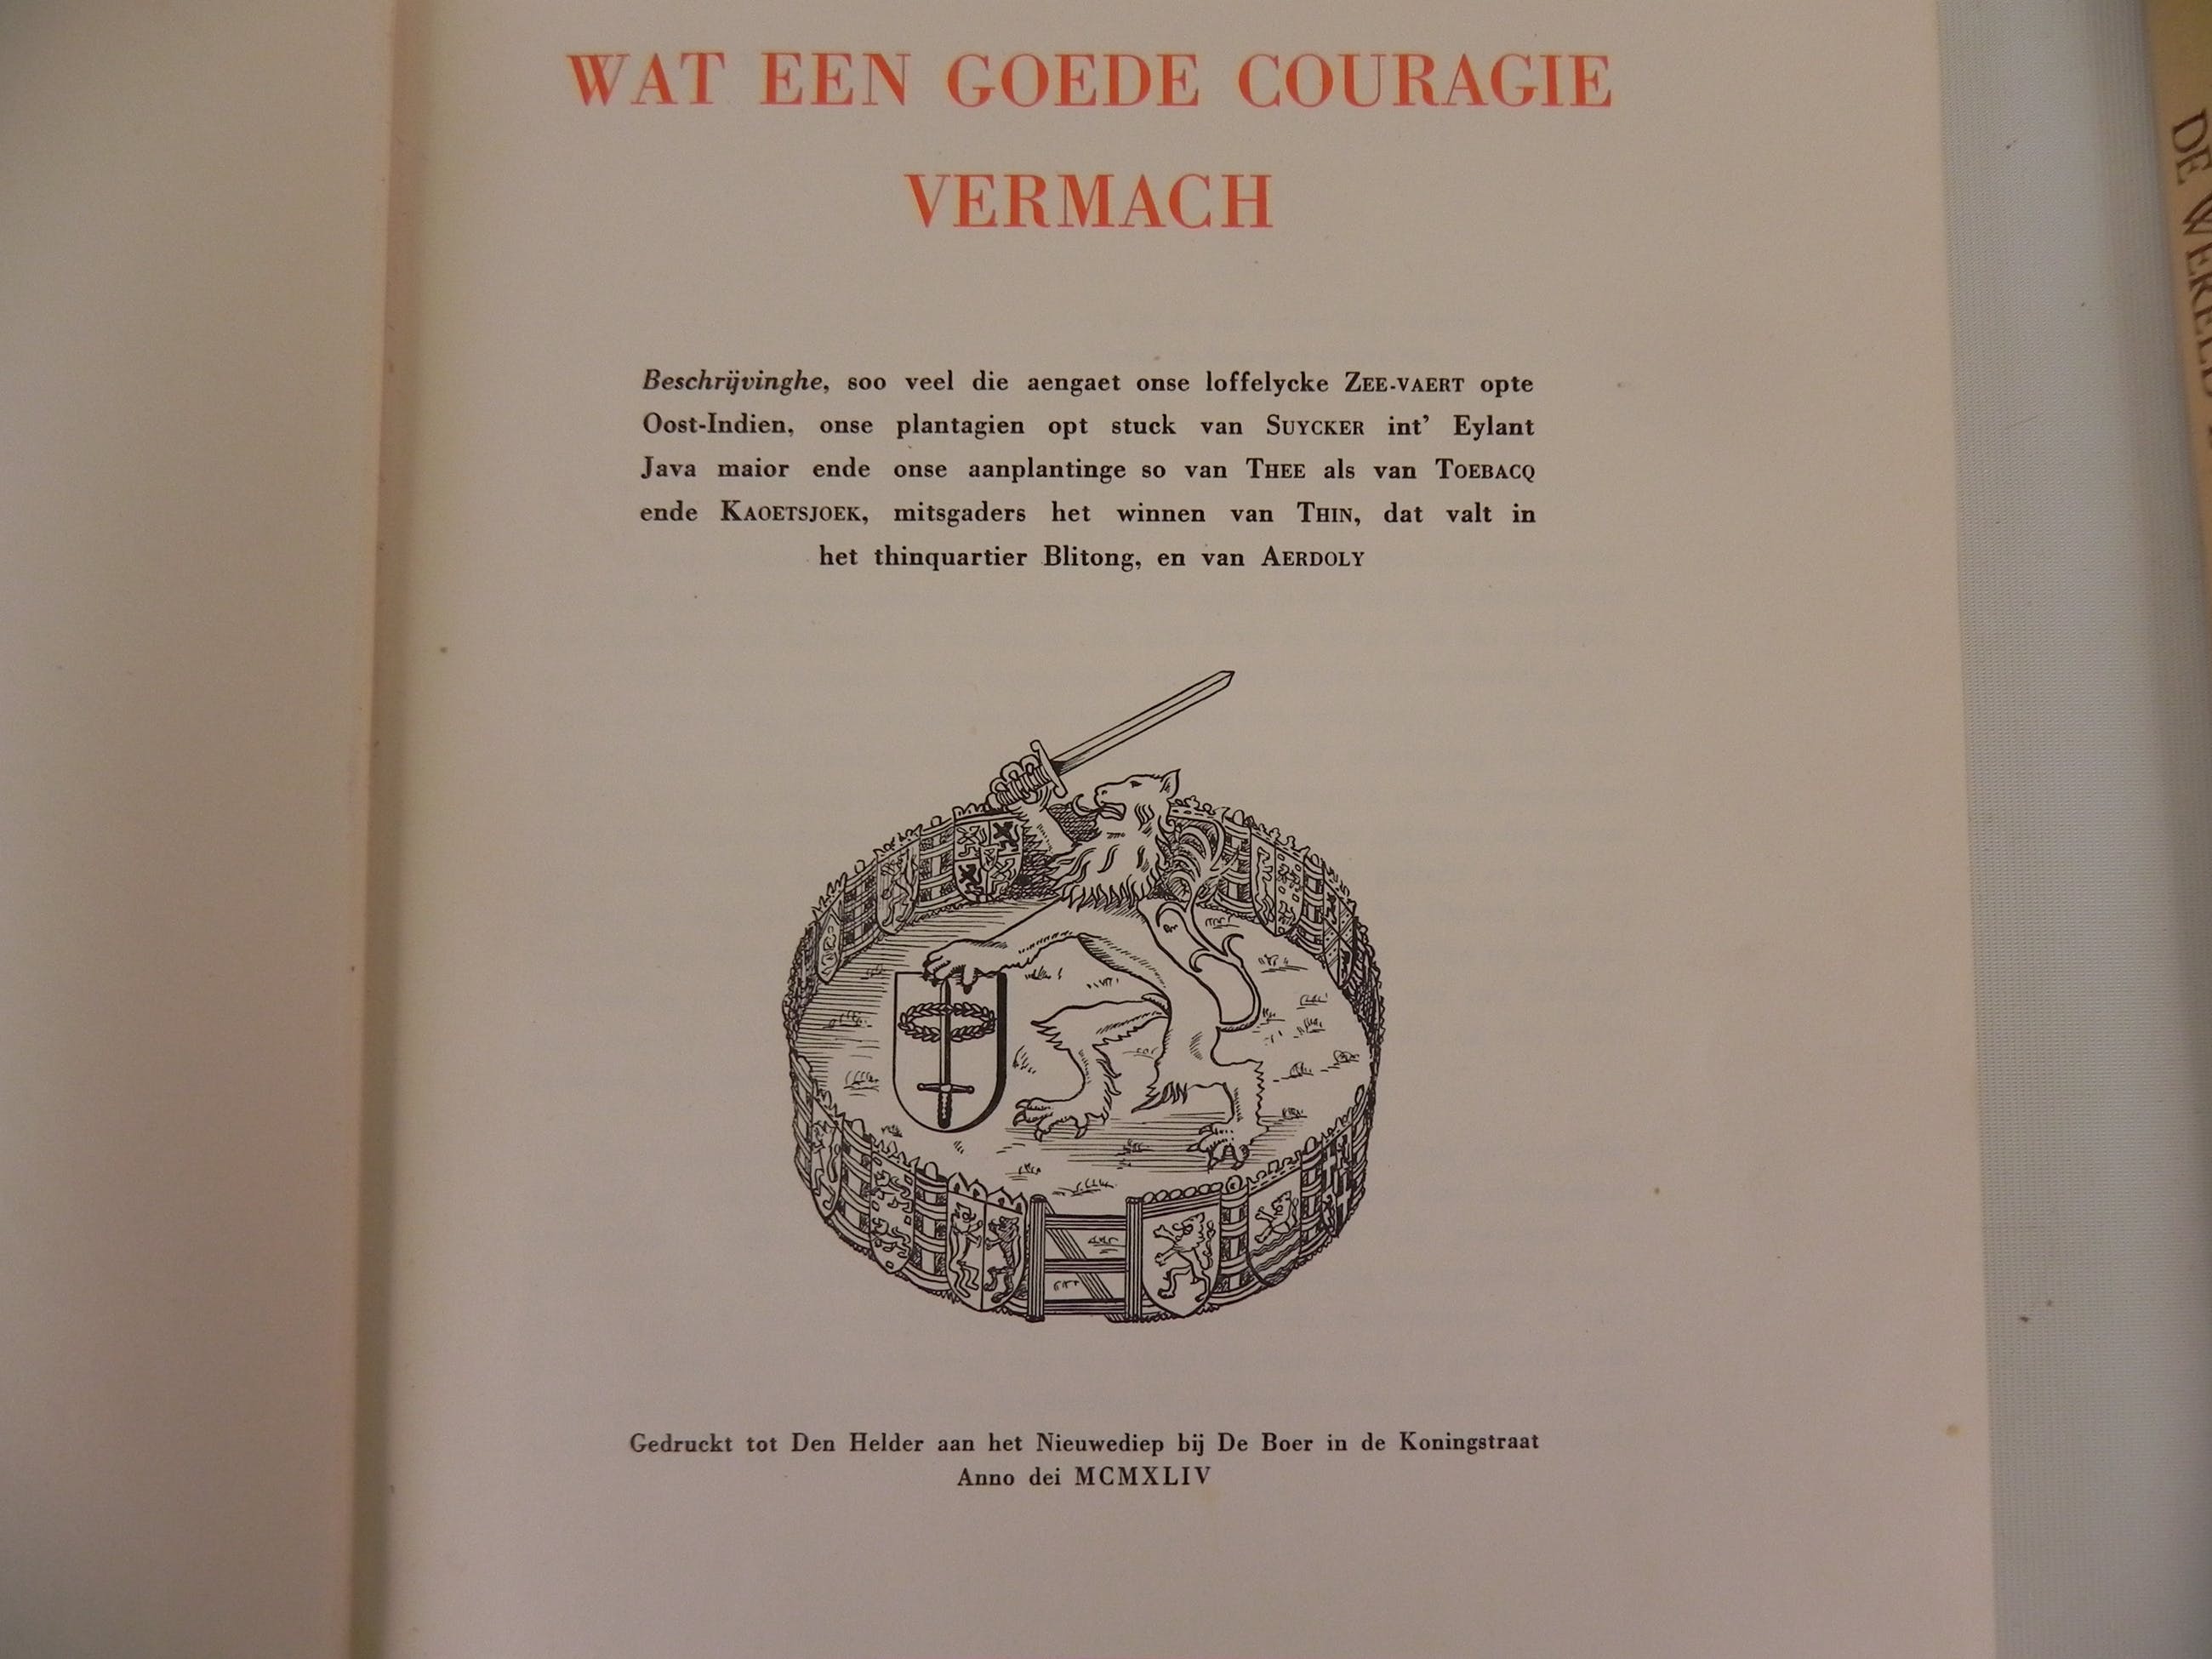 WAT EEN GOEDE COURAGIE
VERMACH
Beschrijvinghe, soo veel die aengaet onse loffelycke ZEE-VAERT opte
Oost-Indien, onse plantagien opt stuck van SUYCKER int' Eylant
Java maior ende onse aanplantinge so van THEE als van TOEBACQ
ende KAOETSJOEK, mitsgaders het winnen van THIN, dat valt in
het thinquartier Blitong, en van AERDOLY
Gedruckt tot Den Helder aan het Nieuwediep bij De Boer in de Koningstraat
Anno dei MCMXLIV
DE